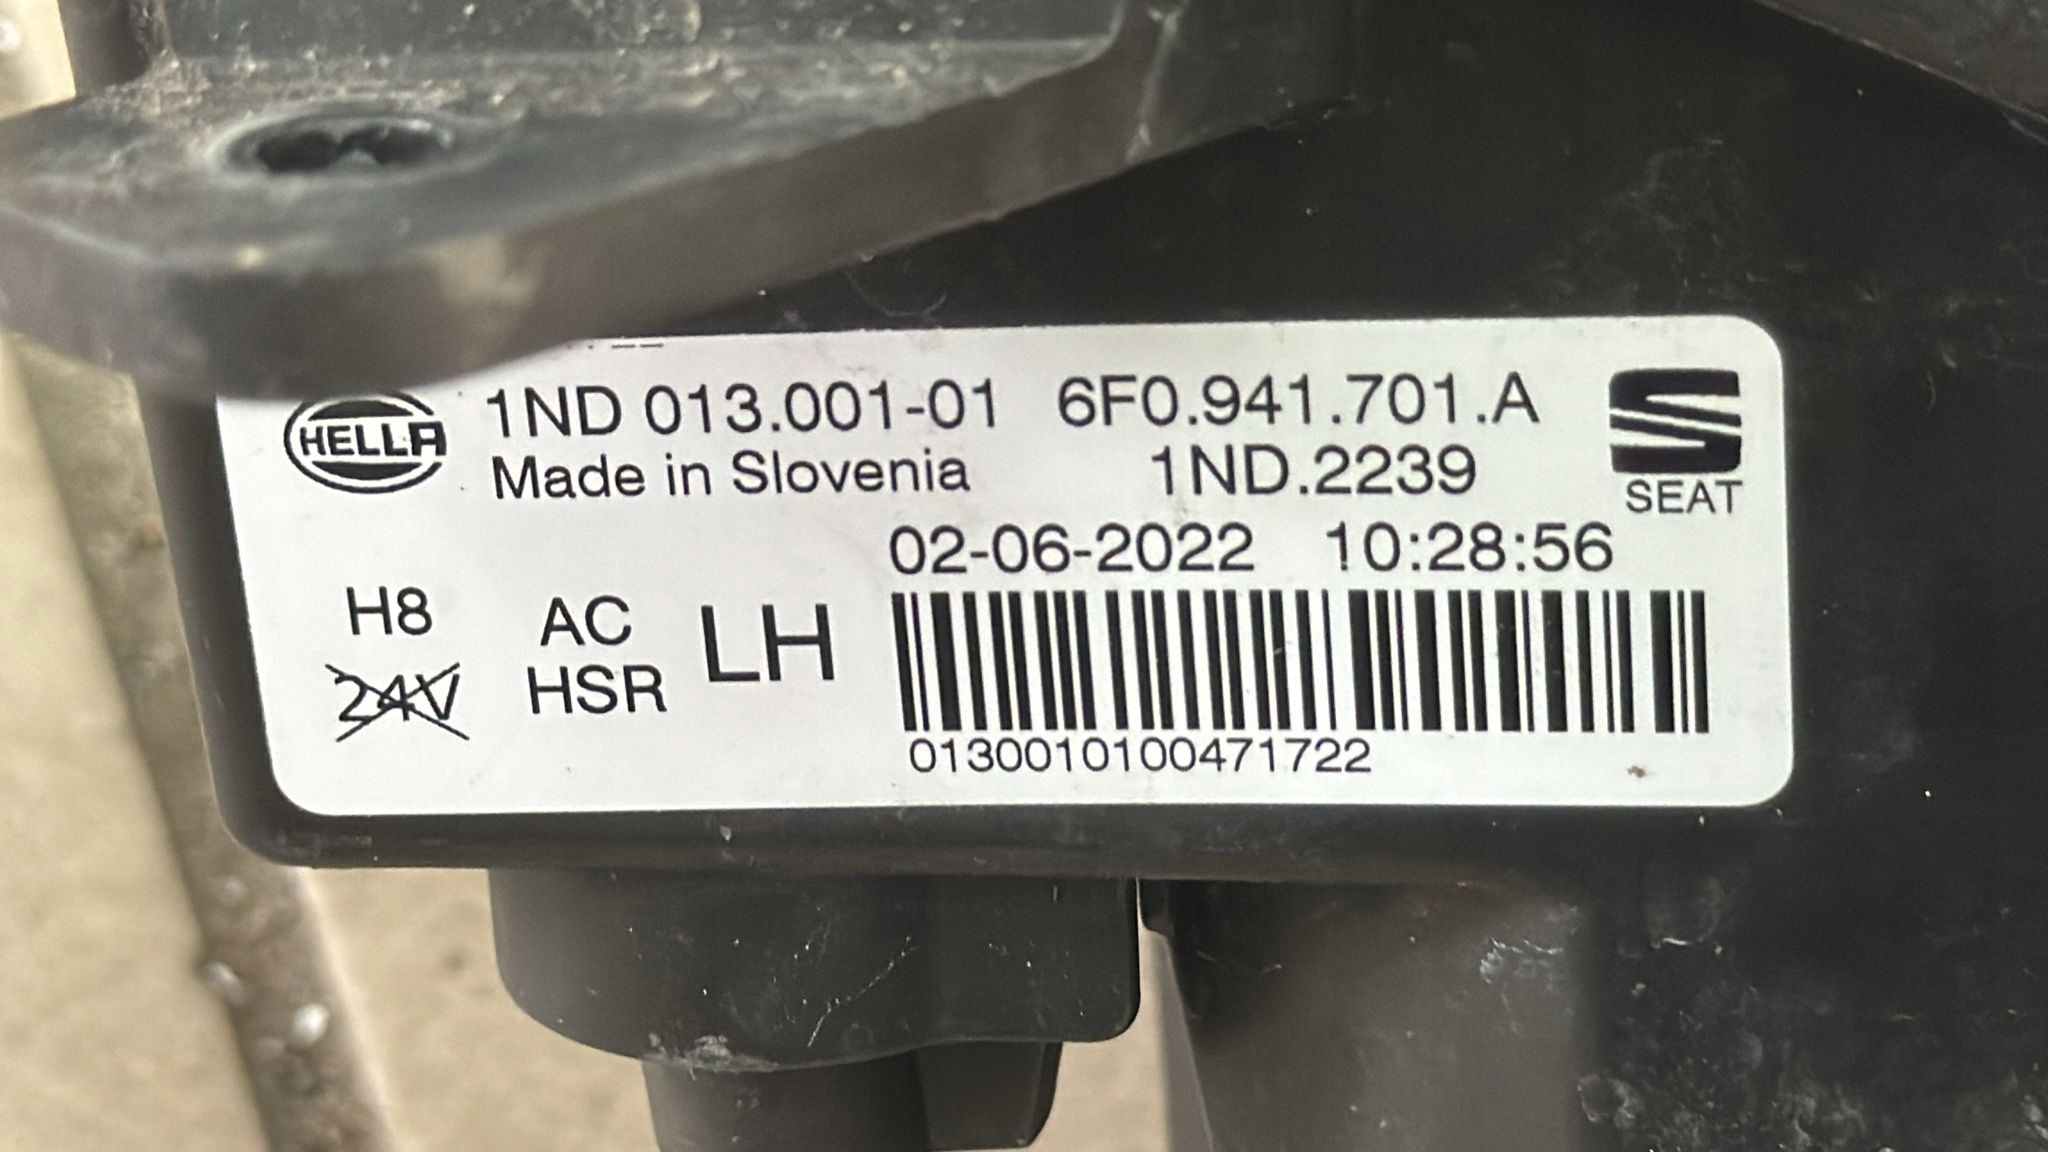 HELLA 1ND 013.001-01 6F0.941.701.A
Made in Slovenia 1ND.2239
SEAT
02-06-2022 10:28:56
H8 AC LH
24V HSR
0130010100471722